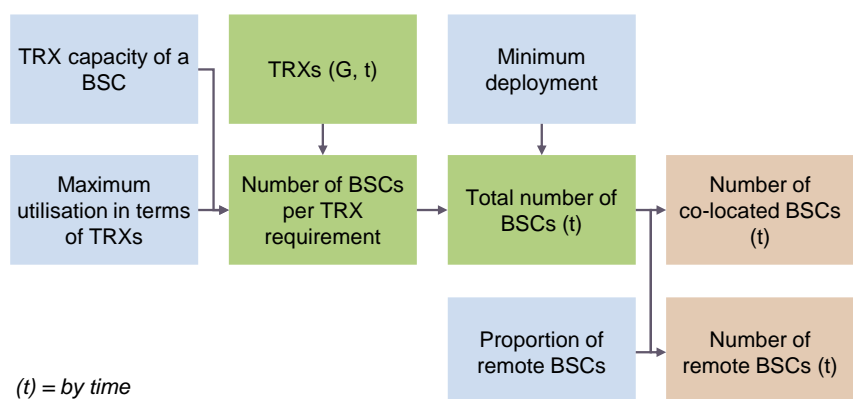 TRX capacity of a
BSC
TRXs (G, t)
Minimum
deployment
Maximum
utilisation in terms
of TRXs
Number of BSCs
per TRX
requirement
Total number of
BSCs (t)
Number of
co-located BSCs
(t)
Proportion of
remote BSCs
Number of
remote BSCs (t)
(t) = by time